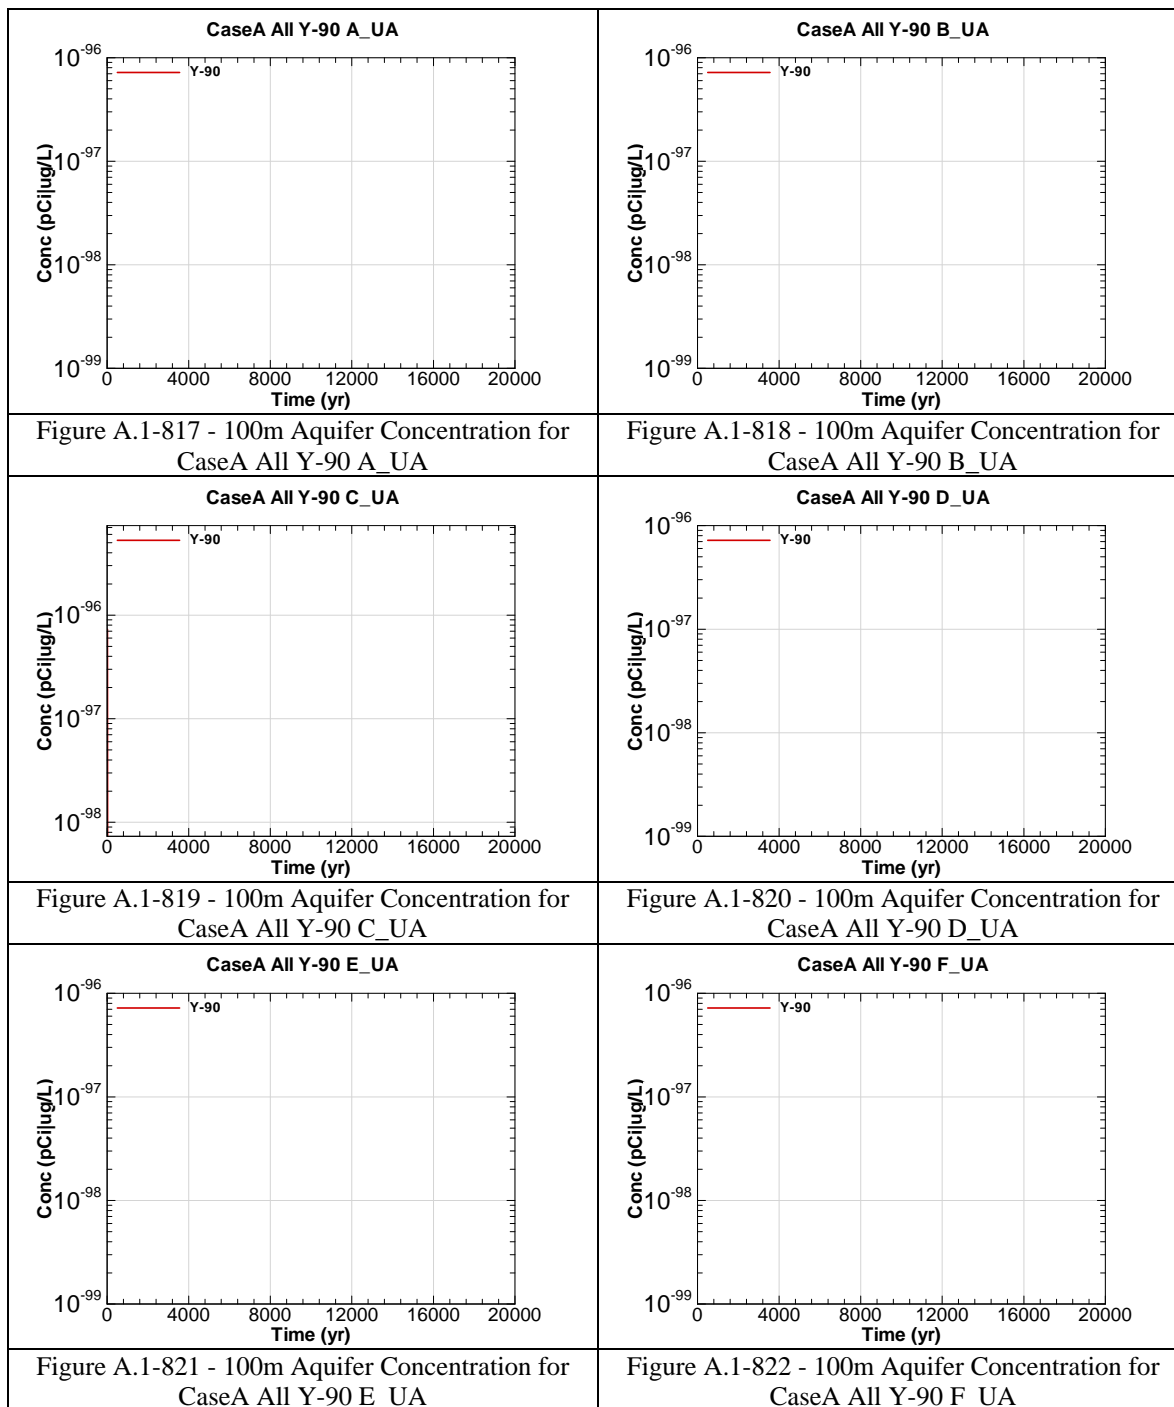 CaseA All Y-90 A_UA
Y-90
10-96
10-97
10-98
10-99
Conc (pCi|ug/L)
0 4000 8000 12000 16000 20000
Time (yr)
Figure A.1-817 - 100m Aquifer Concentration for
CaseA All Y-90 A_UA
CaseA All Y-90 B_UA
Y-90
10-96
10-97
10-98
10-99
Conc (pCi|ug/L)
0 4000 8000 12000 16000 20000
Time (yr)
Figure A.1-818 - 100m Aquifer Concentration for
CaseA All Y-90 B_UA
CaseA All Y-90 C_UA
Y-90
10-96
10-97
10-98
Conc (pCi|ug/L)
0 4000 8000 12000 16000 20000
Time (yr)
Figure A.1-819 - 100m Aquifer Concentration for
CaseA All Y-90 C_UA
CaseA All Y-90 D_UA
Y-90
10-96
10-97
10-98
10-99
Conc (pCi|ug/L)
0 4000 8000 12000 16000 20000
Time (yr)
Figure A.1-820 - 100m Aquifer Concentration for
CaseA All Y-90 D_UA
CaseA All Y-90 E_UA
Y-90
10-96
10-97
10-98
10-99
Conc (pCi|ug/L)
0 4000 8000 12000 16000 20000
Time (yr)
Figure A.1-821 - 100m Aquifer Concentration for
CaseA All Y-90 E_UA
CaseA All Y-90 F_UA
Y-90
10-96
10-97
10-98
10-99
Conc (pCi|ug/L)
0 4000 8000 12000 16000 20000
Time (yr)
Figure A.1-822 - 100m Aquifer Concentration for
CaseA All Y-90 F_UA